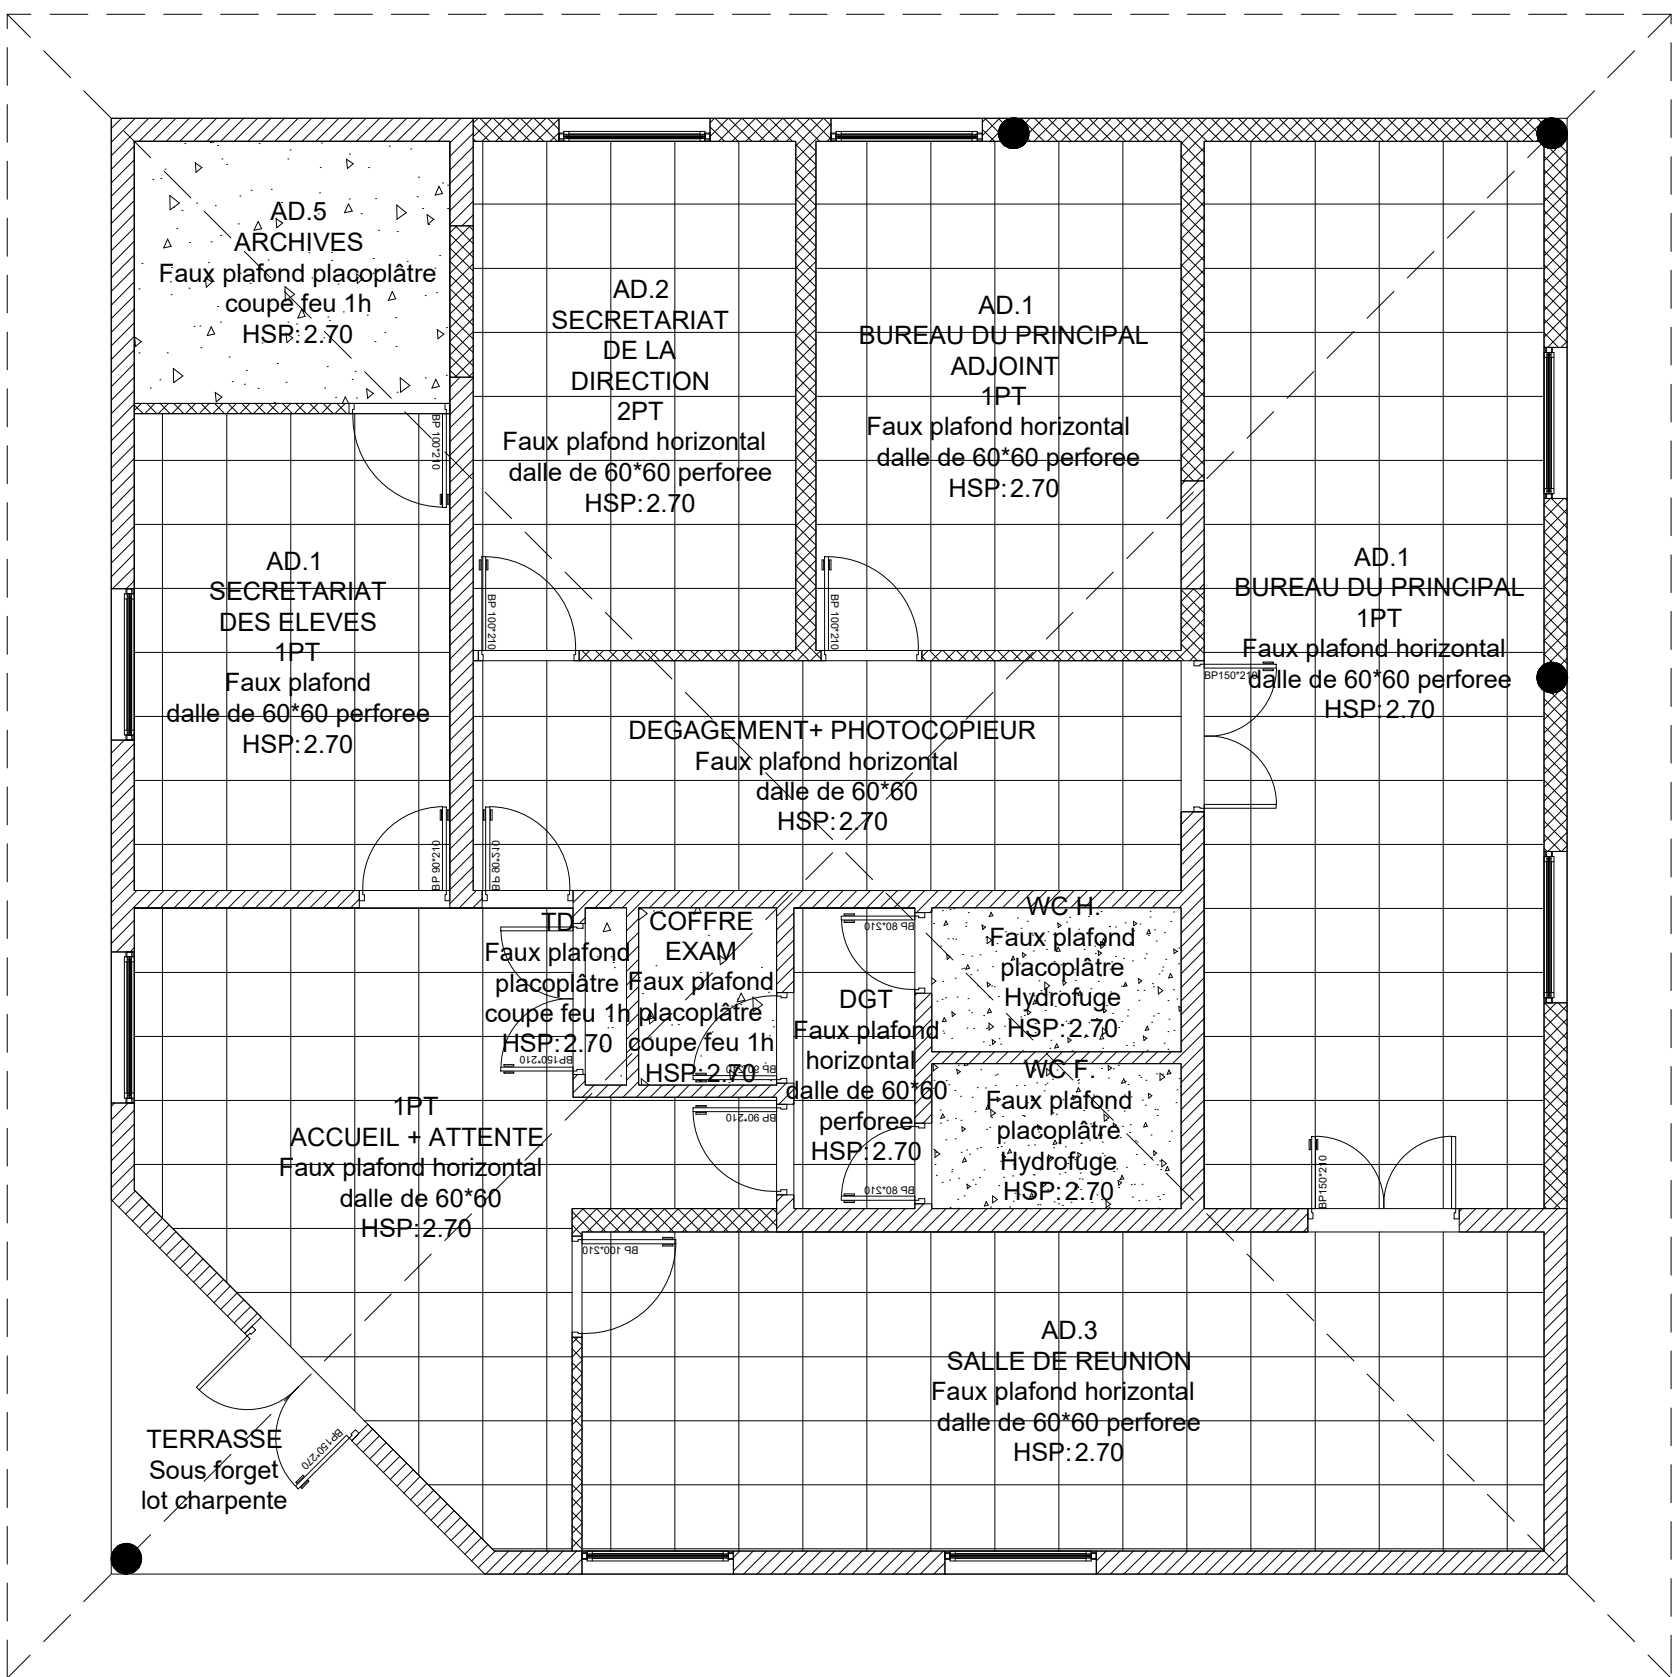 AD.5
ARCHIVES
Faux plafond placoplâtre
coupe feu 1h
HSP:2.70
BP 100*210
AD.2
SECRETARIAT
DE LA
DIRECTION
2PT
Faux plafond horizontal
dalle de 60*60 perforee
HSP:2.70
BP 100*210
AD.1
BUREAU DU PRINCIPAL
ADJOINT
1PT
Faux plafond horizontal
dalle de 60*60 perforee
HSP:2.70
BP 100*210
AD.1
SECRETARIAT
DES ELEVES
1PT
Faux plafond
dalle de 60*60 perforee
HSP:2.70
BP 90*210
BP 90*210
AD.1
BUREAU DU PRINCIPAL
1PT
Faux plafond horizontal
dalle de 60*60 perforee
HSP:2.70
BP150*210
BP150*210
DEGAGEMENT+ PHOTOCOPIEUR
Faux plafond horizontal
dalle de 60*60
HSP:2.70
TD
Faux plafond
placoplâtre
coupe feu 1h
HSP:2.70
BP150*210
COFFRE
EXAM
Faux plafond
placoplâtre
coupe feu 1h
HSP:2.70
BP 90*210
BP 90*210
DGT
Faux plafond
horizontal
dalle de 60*60
perforee
HSP:2.70
BP 80*210
BP 80*210
WC H.
Faux plafond
placoplâtre
Hydrofuge
HSP:2.70
WC F.
Faux plafond
placoplâtre
Hydrofuge
HSP:2.70
1PT
ACCUEIL + ATTENTE
Faux plafond horizontal
dalle de 60*60
HSP:2.70
BP 100*210
AD.3
SALLE DE REUNION
Faux plafond horizontal
dalle de 60*60 perforee
HSP:2.70
BP150*270
TERRASSE
Sous forget
lot charpente